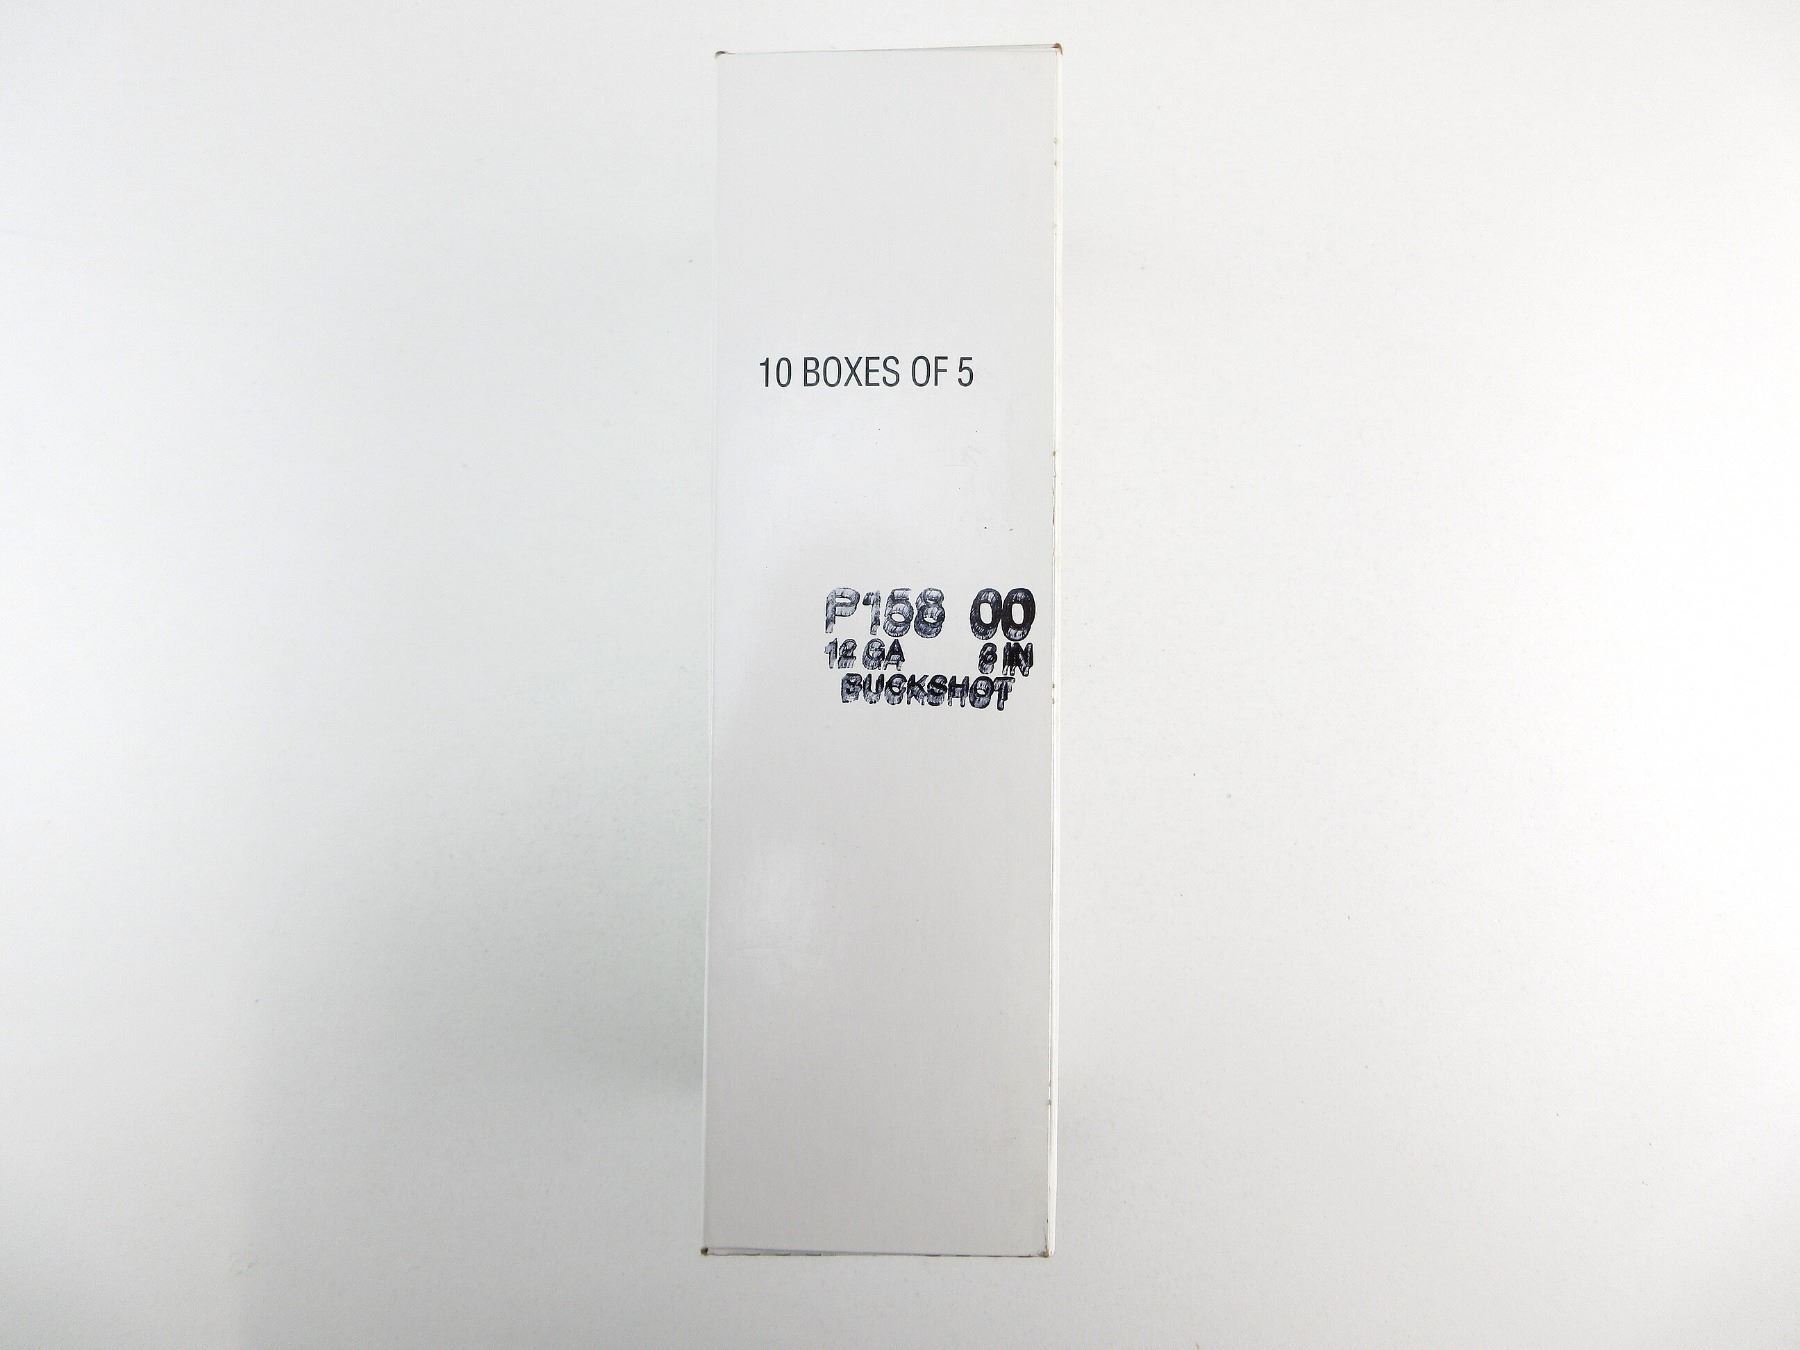 10 BOXES OF 5
P158 00
12 GA 3 IN
BUCKSHOT